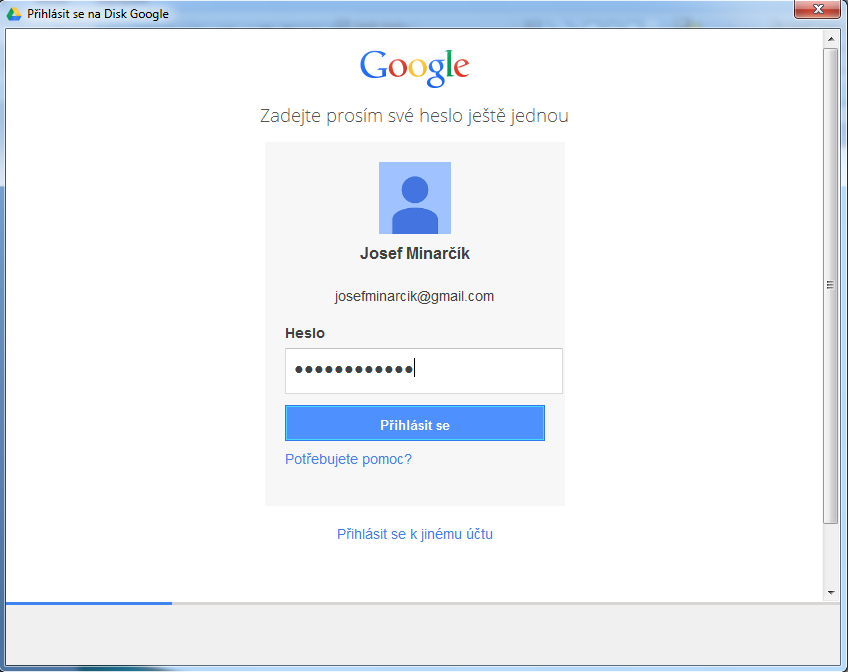 Přihlásit se na Disk Google
Google
Zadejte prosím své heslo ještě jednou
Josef Minarčík
josefminarcik@gmail.com
Heslo
●●●●●●●●●●●●
Přihlásit se
Potřebujete pomoc?
Přihlásit se k jinému účtu